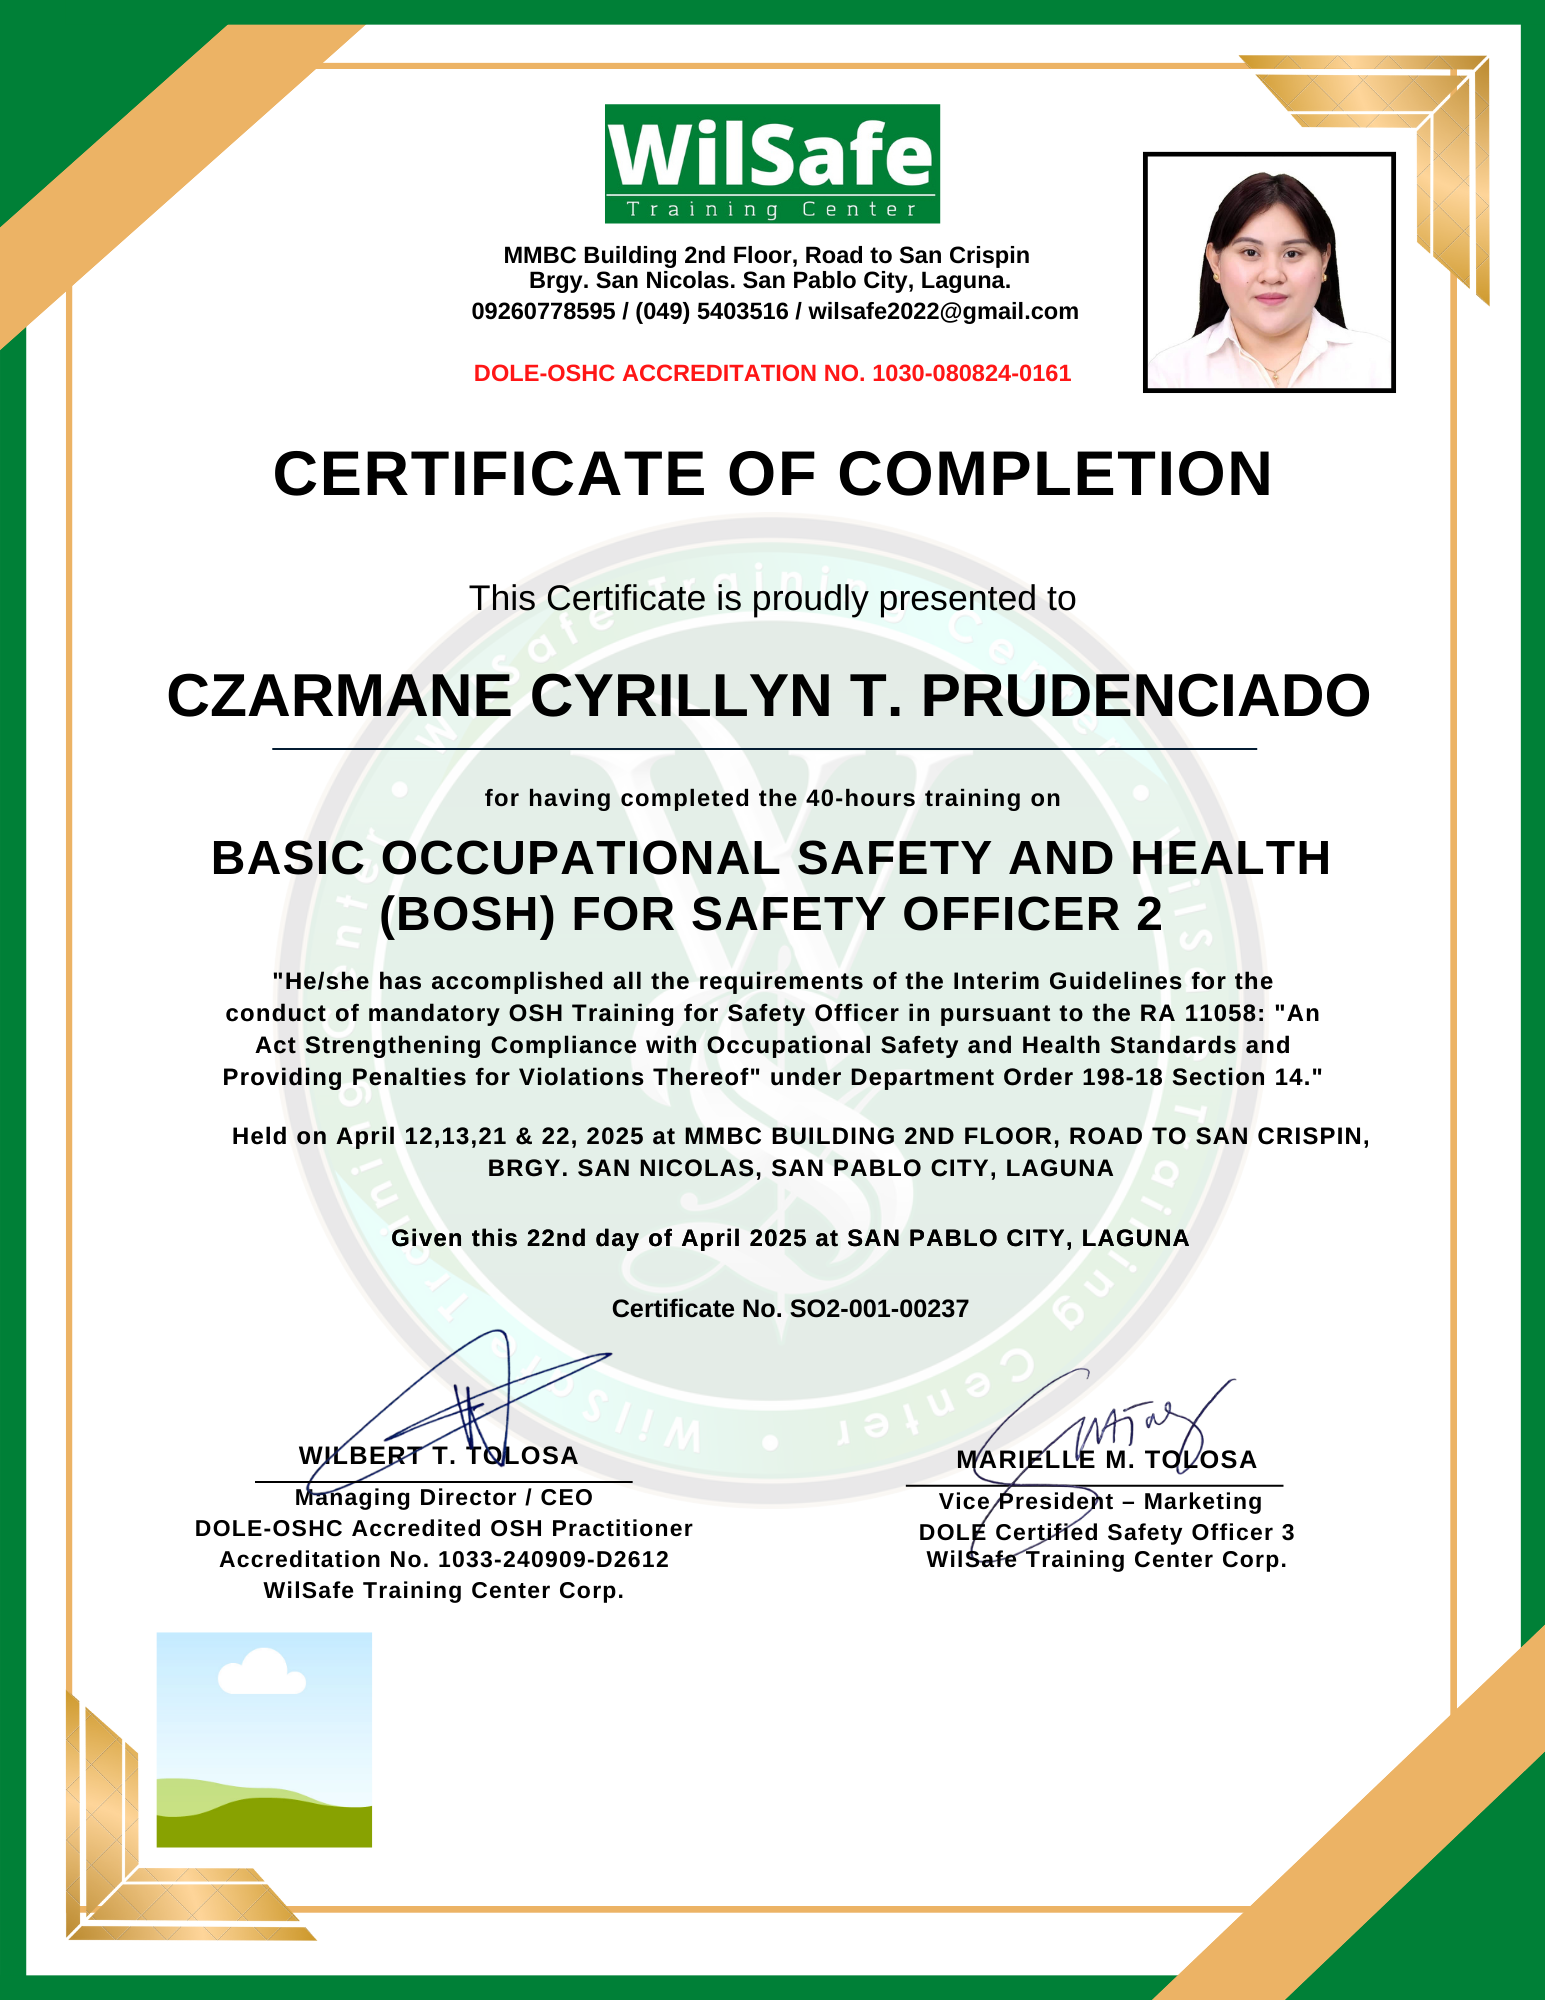 WilSafe
Training Center
MMBC Building 2nd Floor, Road to San Crispin
Brgy. San Nicolas. San Pablo City, Laguna.
09260778595 / (049) 5403516 / wilsafe2022@gmail.com
DOLE-OSHC ACCREDITATION NO. 1030-080824-0161
CERTIFICATE OF COMPLETION
This Certificate is proudly presented to
CZARMANE CYRILLYN T. PRUDENCIADO
for having completed the 40-hours training on
BASIC OCCUPATIONAL SAFETY AND HEALTH
(BOSH) FOR SAFETY OFFICER 2
"He/she has accomplished all the requirements of the Interim Guidelines for the
conduct of mandatory OSH Training for Safety Officer in pursuant to the RA 11058: "An
Act Strengthening Compliance with Occupational Safety and Health Standards and
Providing Penalties for Violations Thereof" under Department Order 198-18 Section 14."
Held on April 12,13,21 & 22, 2025 at MMBC BUILDING 2ND FLOOR, ROAD TO SAN CRISPIN,
BRGY. SAN NICOLAS, SAN PABLO CITY, LAGUNA
Given this 22nd day of April 2025 at SAN PABLO CITY, LAGUNA
Certificate No. SO2-001-00237
WILBERT T. TOLOSA
Managing Director / CEO
DOLE-OSHC Accredited OSH Practitioner
Accreditation No. 1033-240909-D2612
WilSafe Training Center Corp.
MARIELLE M. TOLOSA
Vice President – Marketing
DOLE Certified Safety Officer 3
WilSafe Training Center Corp.
WilSafe Training Center • WilSafe Training Center • WilSafe Training Center •